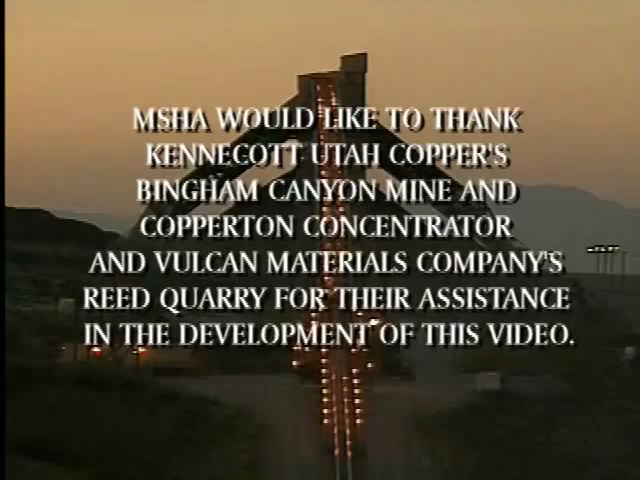 MSHA WOULD LIKE TO THANK
KENNECOTT UTAH COPPER'S
BINGHAM CANYON MINE AND
COPPERTON CONCENTRATOR
AND VULCAN MATERIALS COMPANY'S
REED QUARRY FOR THEIR ASSISTANCE
IN THE DEVELOPMENT OF THIS VIDEO.